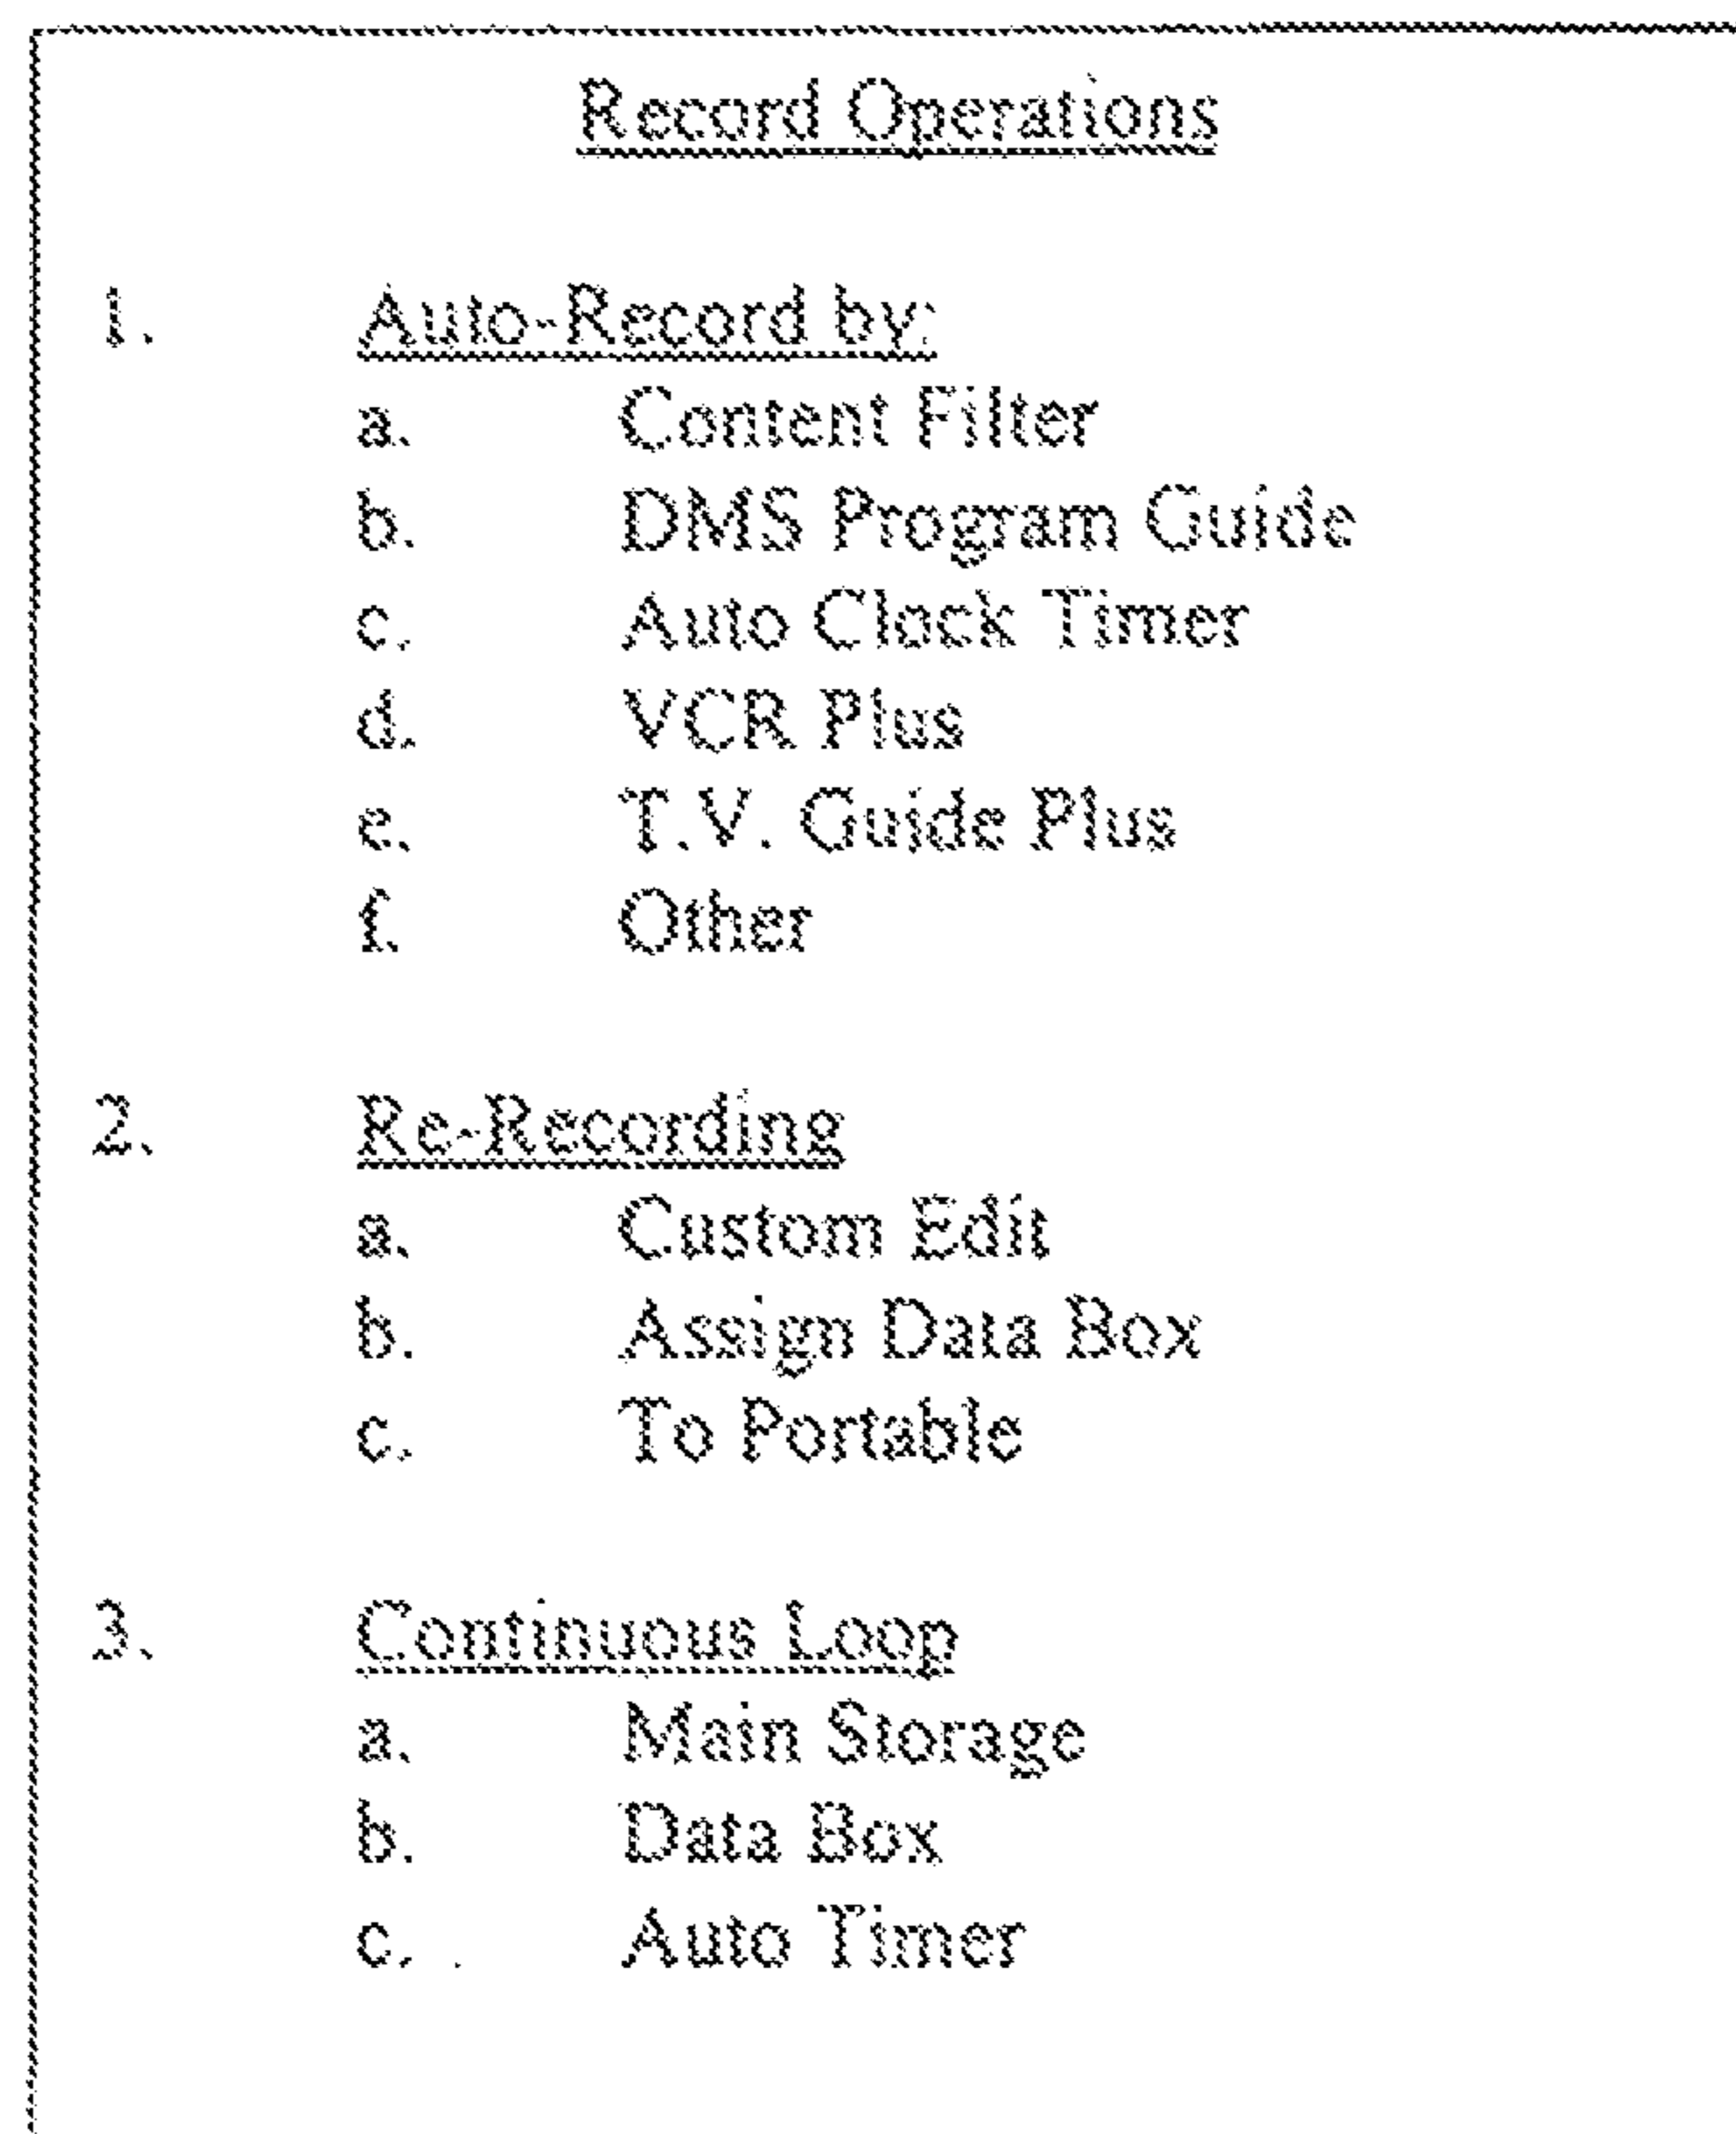 Record Operations
1. Auto-Record by:
a. Content Filter
b. DMS Program Guide
c. Auto Clock Timer
d. VCR Plus
e. T.V. Guide Plus
f. Other
2. Re-Recording
a. Custom Edit
b. Assign Data Box
c. To Portable
3. Continuous Loop
a. Main Storage
b. Data Box
c. Auto Timer